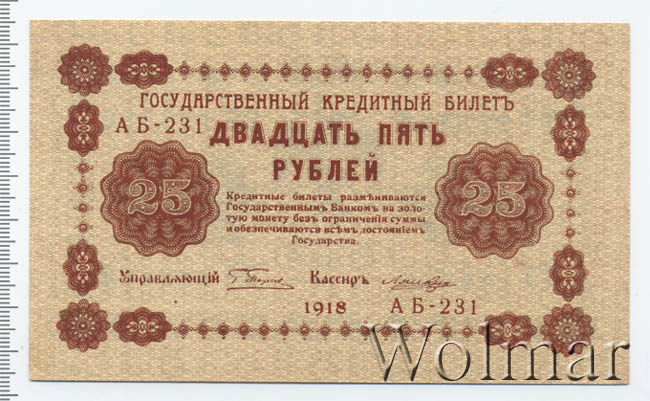 ГОСУДАРСТВЕННЫЙ КРЕДИТНЫЙ БИЛЕТЪ
АБ-231
ДВАДЦАТЬ ПЯТЬ
РУБЛЕЙ
25
25
Кредитные билеты размѣниваются
Государственнымъ Банкомъ на золо-
тую монету безъ ограниченія суммы
и обезпечиваются всѣмъ достояніемъ
Государства.
Управляющій
Кассиръ
1918 АБ-231
Wolmar